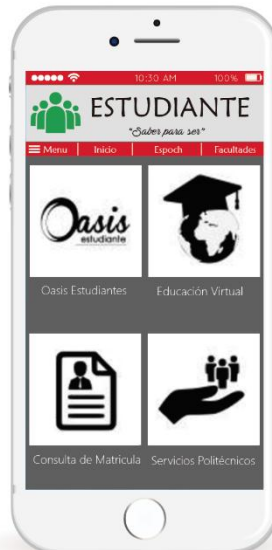 10:30 AM 100%
ESTUDIANTE
"Saber para ser"
Menu Inicio Espoch Facultades
Oasis
estudiante
Oasis Estudiantes Educación Virtual
Consulta de Matricula Servicios Politécnicos